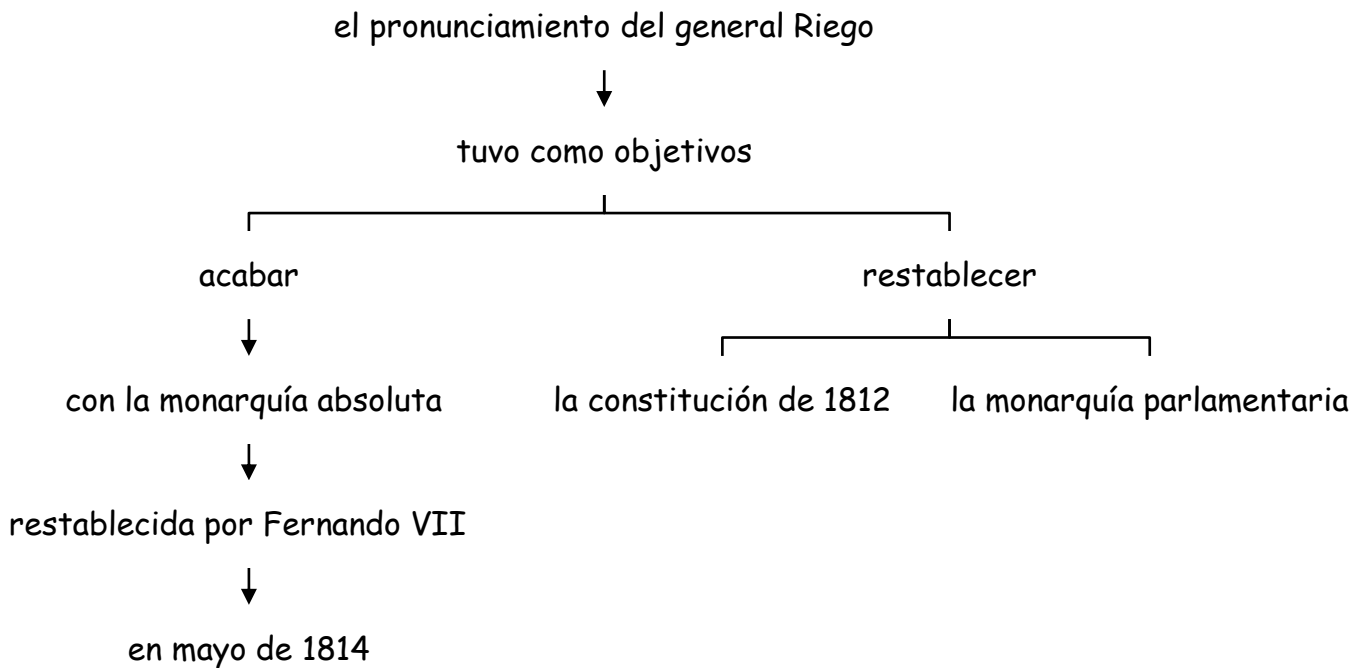 el pronunciamiento del general Riego
tuvo como objetivos
acabar
restablecer
con la monarquía absoluta
la constitución de 1812
la monarquía parlamentaria
restablecida por Fernando VII
en mayo de 1814